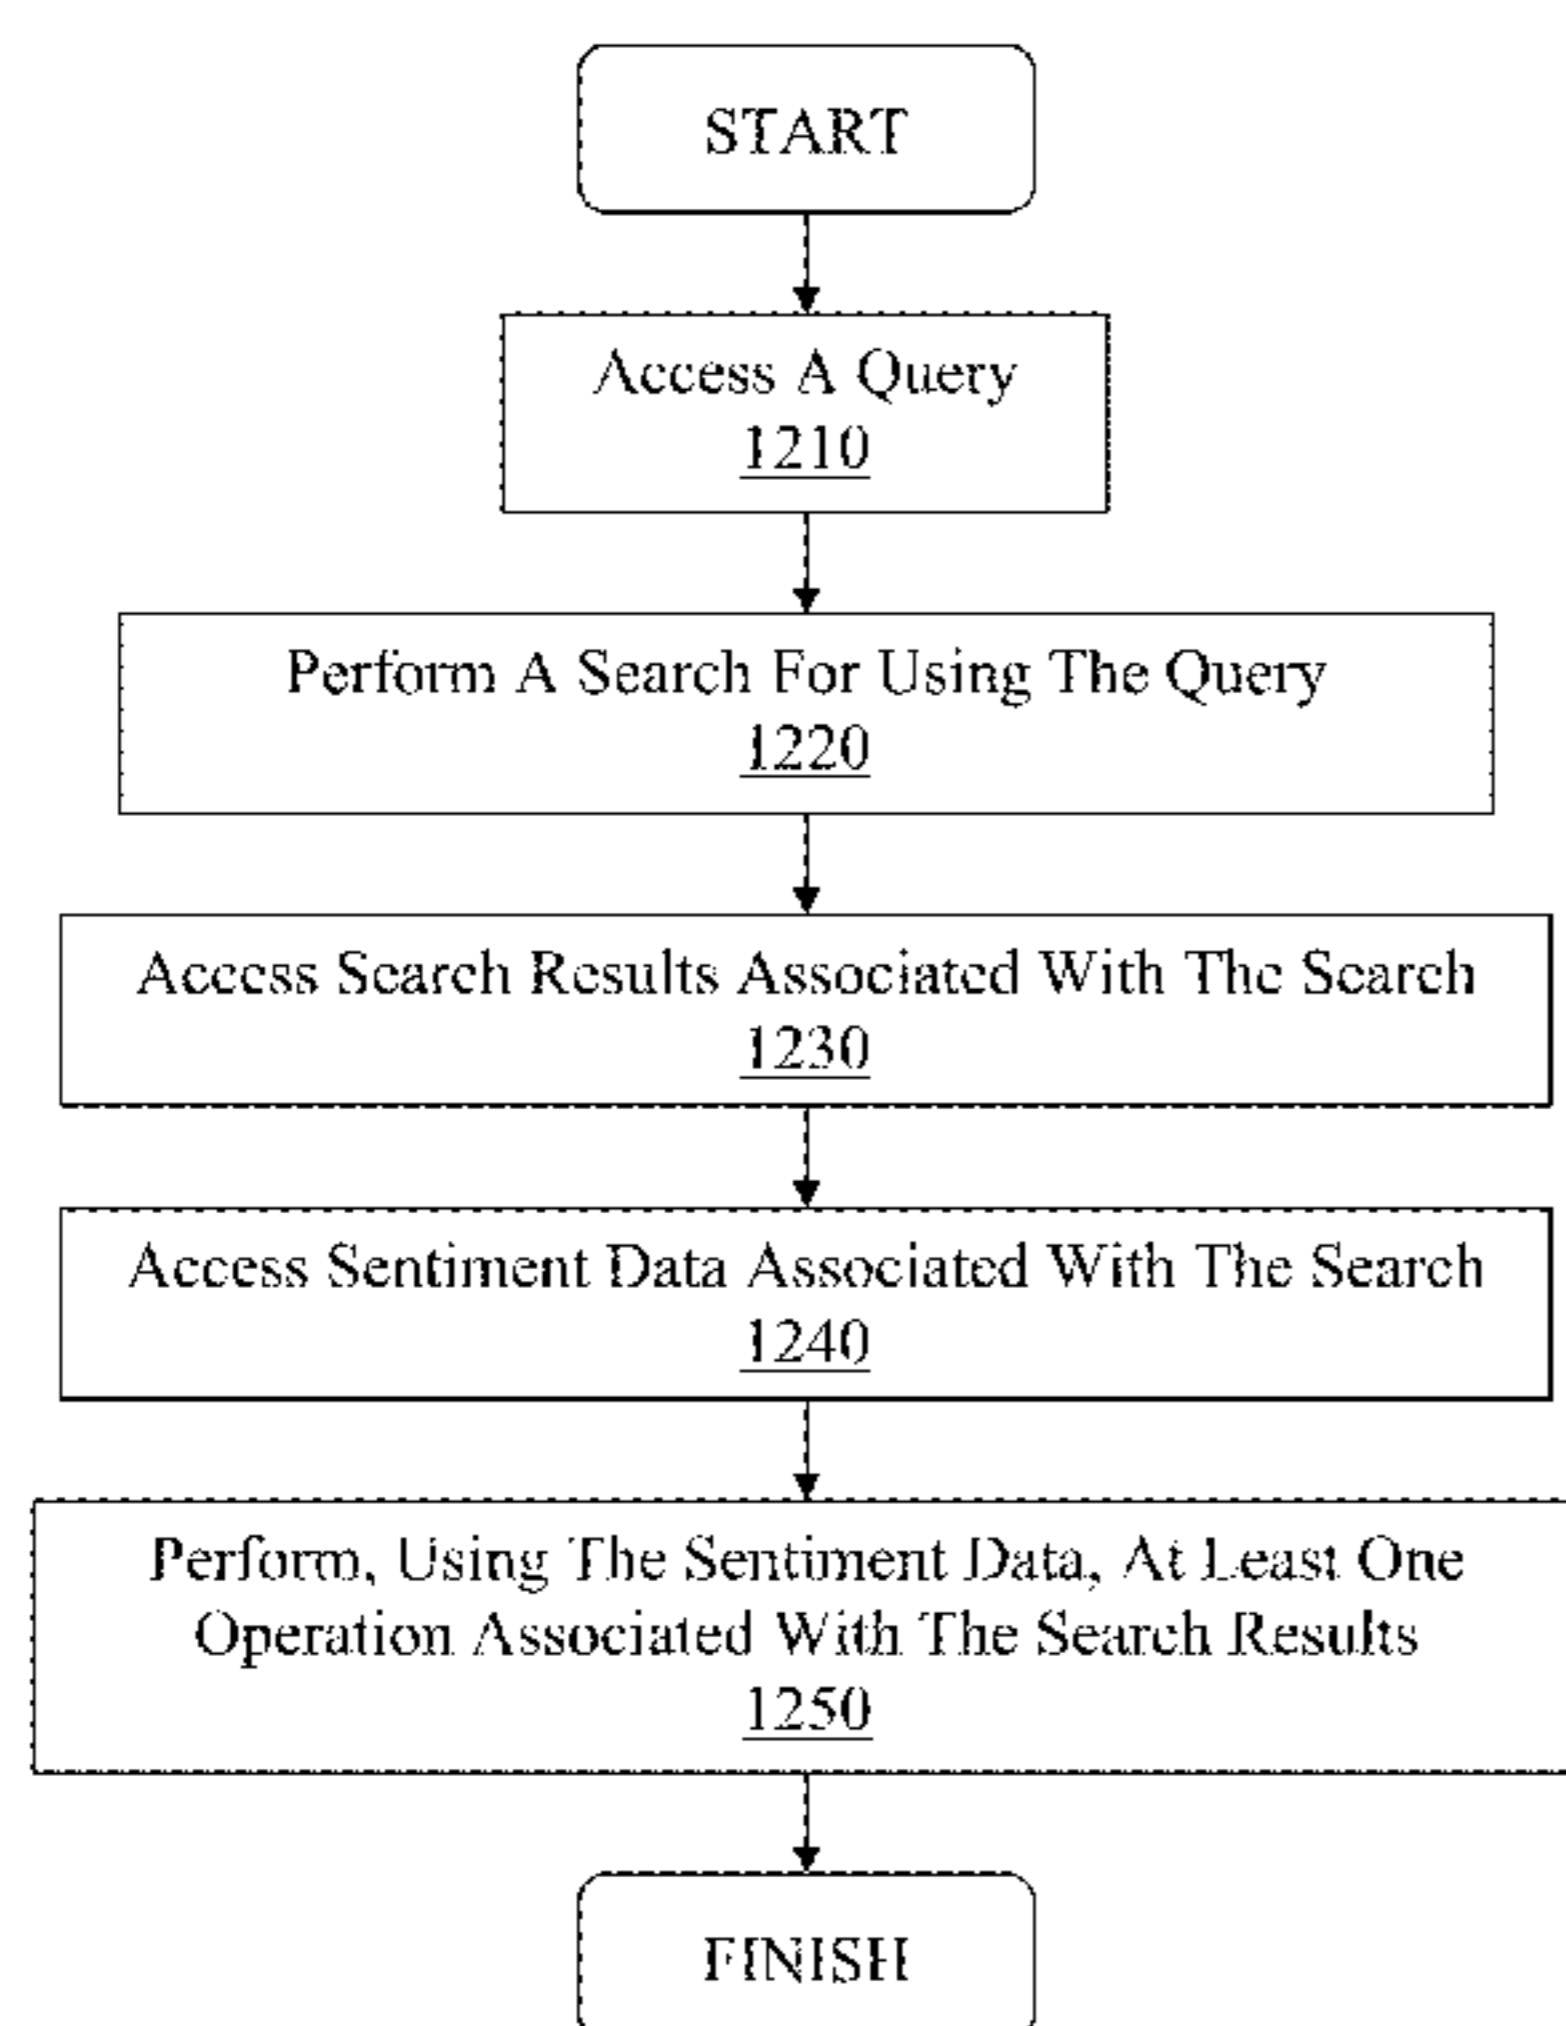 START
Access A Query
1210
Perform A Search For Using The Query
1220
Access Search Results Associated With The Search
1230
Access Sentiment Data Associated With The Search
1240
Perform, Using The Sentiment Data, At Least One
Operation Associated With The Search Results
1250
FINISH